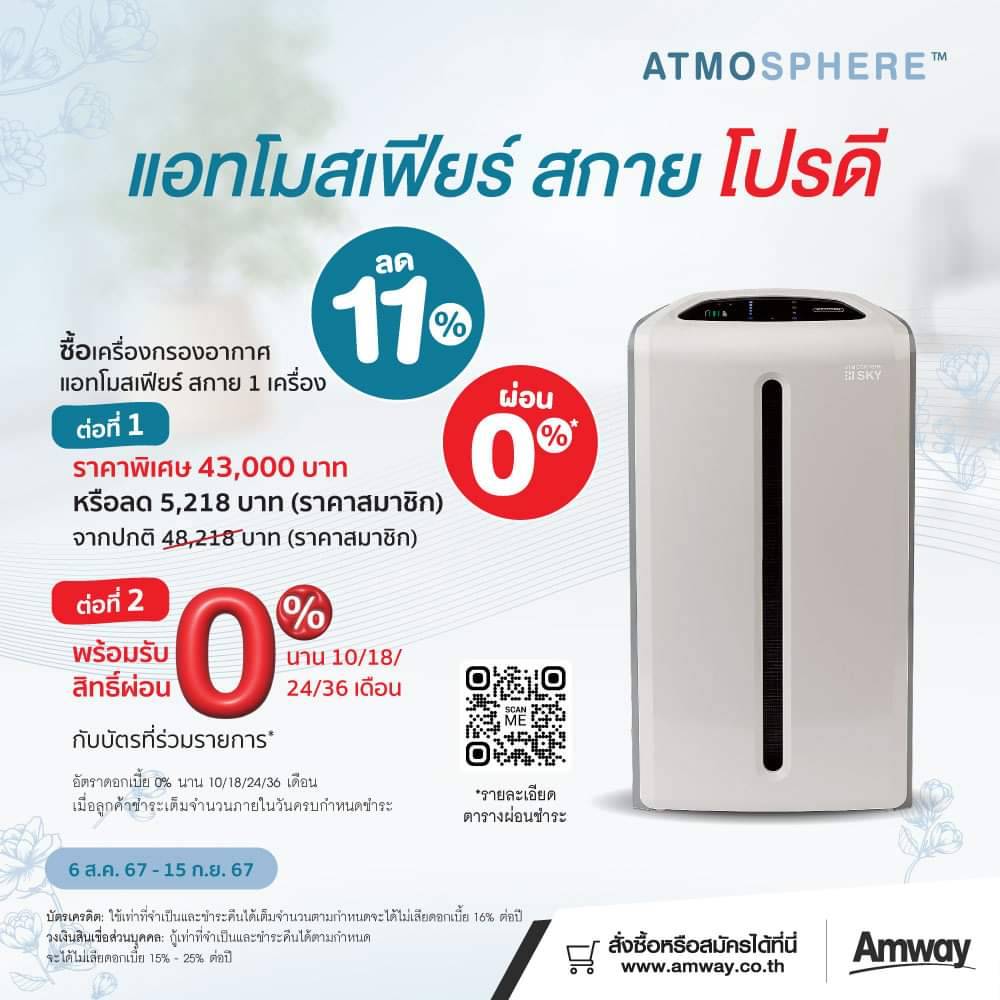 ATMOSPHERE™
แอทโมสเฟียร์ สกาย โปรดี
ลด
11%
ซื้อเครื่องกรองอากาศ
แอทโมสเฟียร์ สกาย 1 เครื่อง
ผ่อน
0%*
ต่อที่ 1
ราคาพิเศษ 43,000 บาท
หรือลด 5,218 บาท (ราคาสมาชิก)
จากปกติ 48,218 บาท (ราคาสมาชิก)
SKY
ต่อที่ 2
พร้อมรับ
สิทธิ์ผ่อน
0%
นาน 10/18/
24/36 เดือน
กับบัตรที่ร่วมรายการ*
อัตราดอกเบี้ย 0% นาน 10/18/24/36 เดือน
เมื่อลูกค้าชำระเต็มจำนวนภายในวันครบกำหนดชำระ
SCAN
ME
*รายละเอียด
ตารางผ่อนชำระ
6 ส.ค. 67 - 15 ก.ย. 67
บัตรเครดิต: ใช้เท่าที่จำเป็นและชำระคืนได้เต็มจำนวนตามกำหนดจะได้ไม่เสียดอกเบี้ย 16% ต่อปี
วงเงินสินเชื่อส่วนบุคคล: กู้เท่าที่จำเป็นและชำระคืนได้ตามกำหนด
จะได้ไม่เสียดอกเบี้ย 15% - 25% ต่อปี
สั่งซื้อหรือสมัครได้ที่นี่
www.amway.co.th
Amway